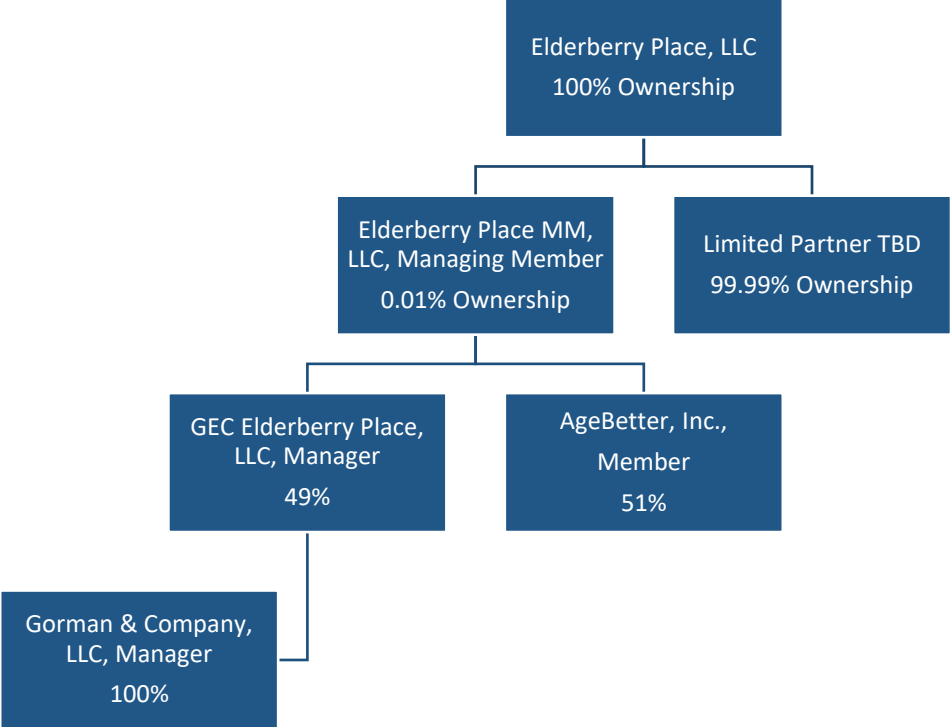 Elderberry Place, LLC
100% Ownership
Elderberry Place MM,
LLC, Managing Member
0.01% Ownership
Limited Partner TBD
99.99% Ownership
GEC Elderberry Place,
LLC, Manager
49%
AgeBetter, Inc.,
Member
51%
Gorman & Company,
LLC, Manager
100%